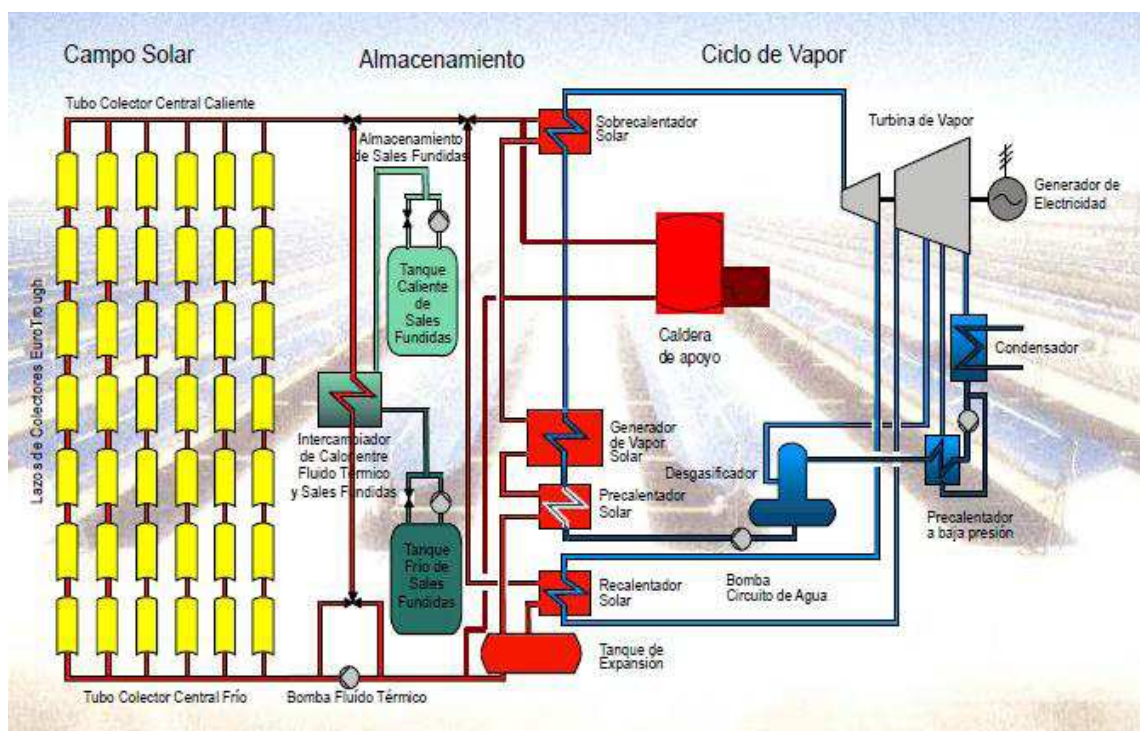 Campo Solar
Almacenamiento
Ciclo de Vapor
Tubo Colector Central Caliente
Almacenamiento
de Sales Fundidas
Sobrecalentador
Solar
Turbina de Vapor
Generador de
Electricidad
Lazos de Colectores EuroTrough
Tanque
Caliente
de
Sales
Fundidas
Caldera
de apoyo
Condensador
Intercambiador
de Calor entre
Fluido Térmico
y Sales Fundidas
Generador
de Vapor
Solar
Desgasificador
Precalentador
Solar
Precalentador
a baja presión
Tanque
Frío de
Sales
Fundidas
Recalentador
Solar
Bomba
Circuito de Agua
Tanque de
Expansión
Tubo Colector Central Frío
Bomba Fluído Térmico